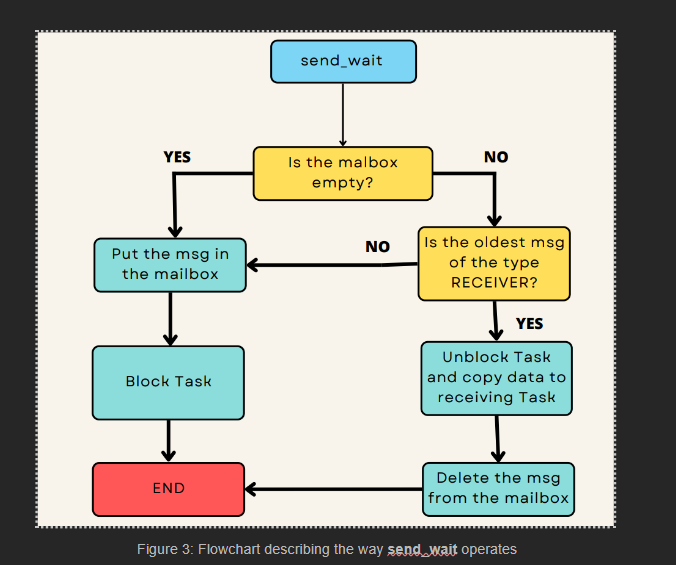 send_wait
YES
Is the malbox
empty?
NO
Put the msg in
the mailbox
NO
Is the oldest msg
of the type
RECEIVER?
YES
Block Task
Unblock Task
and copy data to
receiving Task
END
Delete the msg
from the mailbox
Figure 3: Flowchart describing the way send_wait operates